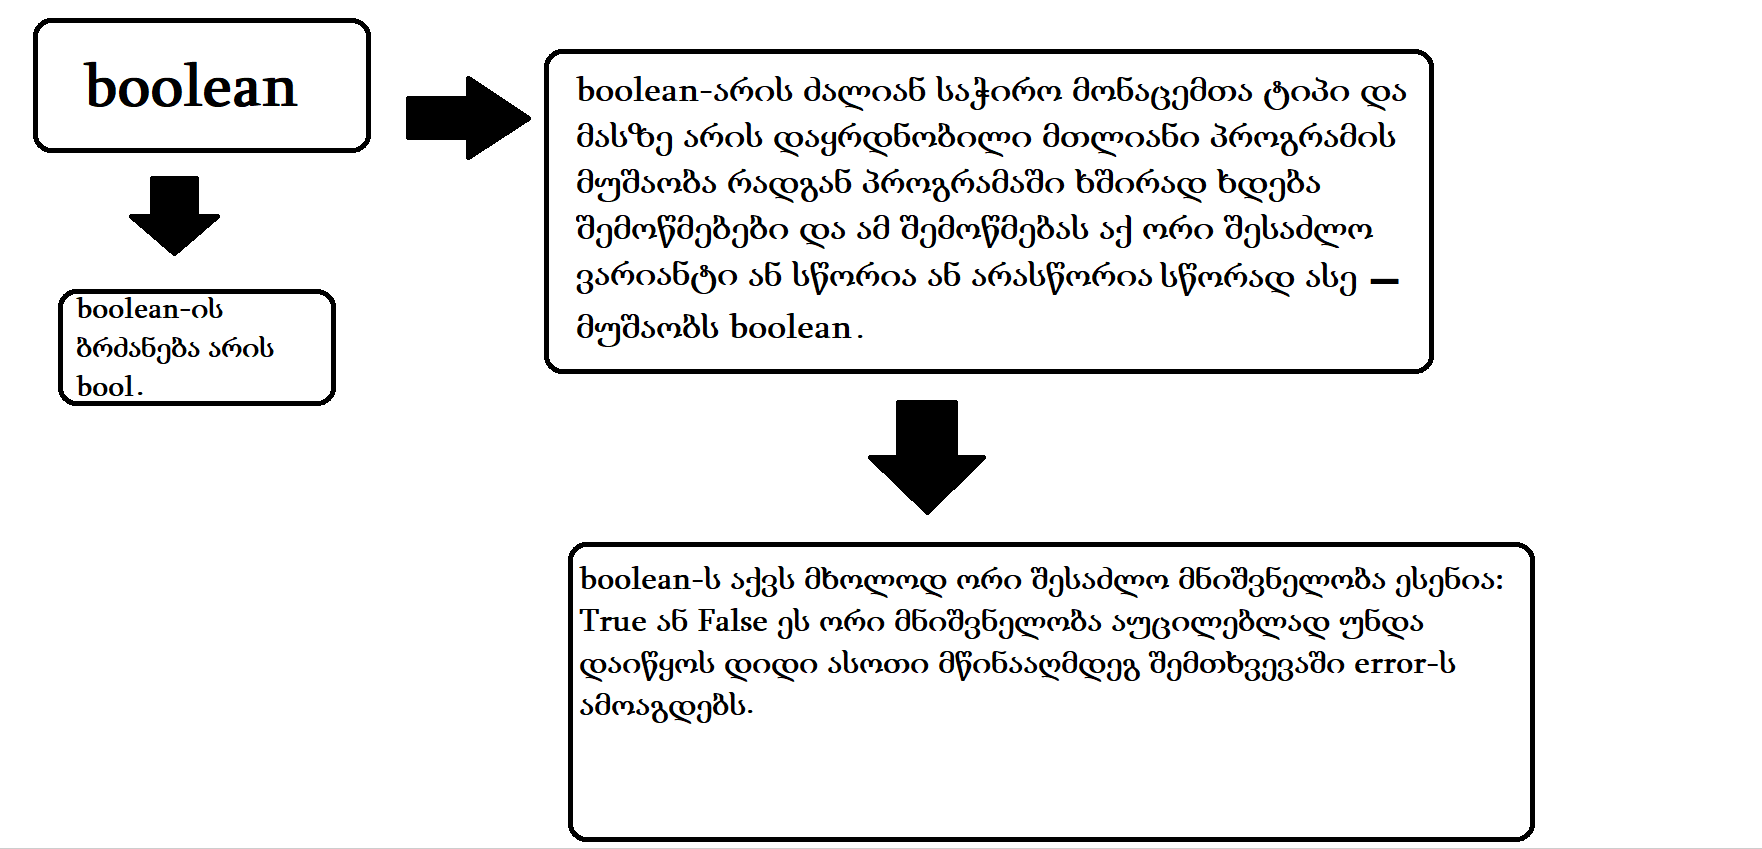 boolean
boolean-არის ძალიან საჭირო მონაცემთა ტიპი და
მასზე არის დაყრდნობილი მთლიანი პროგრამის
მუშაობა რადგან პროგრამაში ხშირად ხდება
შემოწმებები და ამ შემოწმებას აქ ორი შესაძლო
ვარიანტი ან სწორია ან არასწორია სწორად ასე —
მუშაობს boolean.
boolean-ის
ბრძანება არის
bool.
boolean-ს აქვს მხოლოდ ორი შესაძლო მნიშვნელობა ესენია:
True ან False ეს ორი მნიშვნელობა აუცილებლად უნდა
დაიწყოს დიდი ასოთი მწინააღმდეგ შემთხვევაში error-ს
ამოაგდებს.